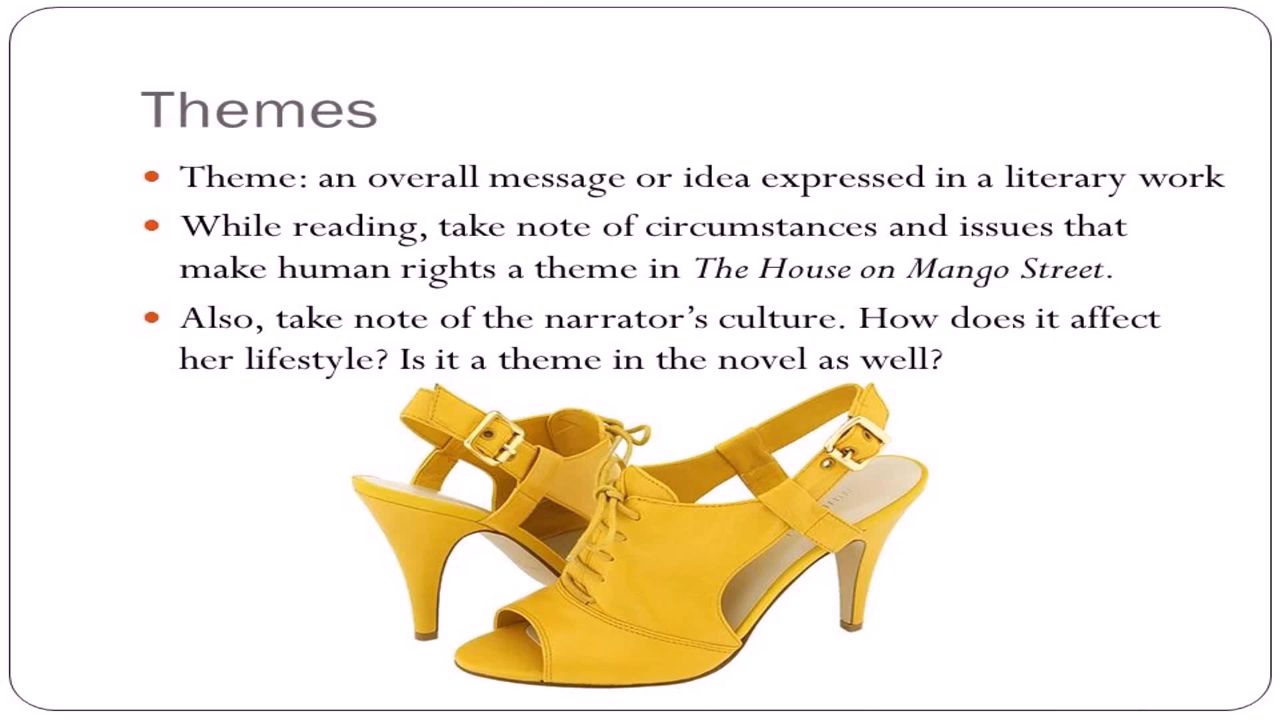 Themes
• Theme: an overall message or idea expressed in a literary work
• While reading, take note of circumstances and issues that
make human rights a theme in The House on Mango Street.
• Also, take note of the narrator’s culture. How does it affect
her lifestyle? Is it a theme in the novel as well?